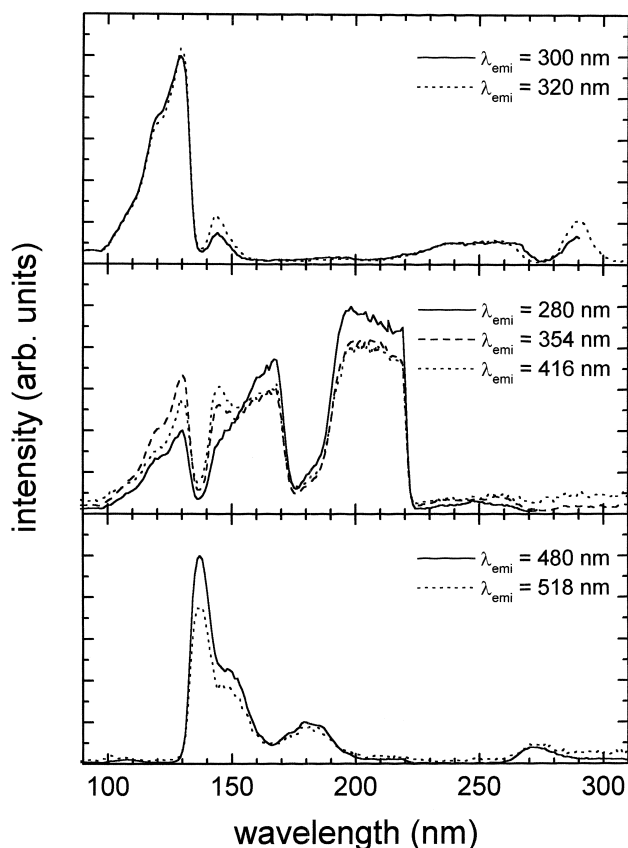 λemi = 300 nm
λemi = 320 nm
λemi = 280 nm
λemi = 354 nm
λemi = 416 nm
λemi = 480 nm
λemi = 518 nm
intensity (arb. units)
100 150 200 250 300
wavelength (nm)